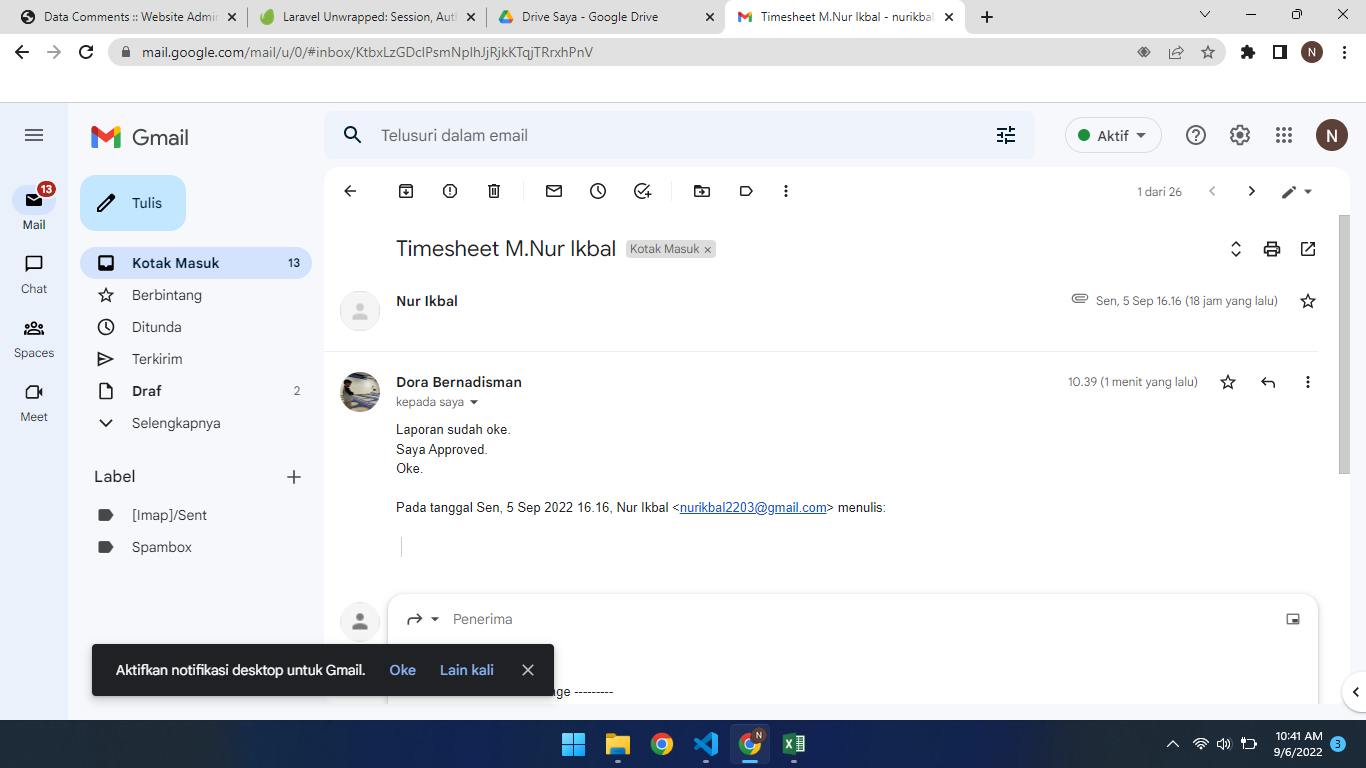 Data Comments :: Website Admin
Laravel Unwrapped: Session, Aut
Drive Saya - Google Drive
Timesheet M.Nur Ikbal - nurikbal
mail.google.com/mail/u/0/#inbox/KtbxLzGDclPsmNplhJjRjkKTqjTRrxhPnV
N
Gmail
Telusuri dalam email
Aktif
N
13
Mail
Chat
Spaces
Meet
Tulis
Kotak Masuk 13
Berbintang
Ditunda
Terkirim
Draf 2
Selengkapnya
Label
[Imap]/Sent
Spambox
1 dari 26
Timesheet M.Nur Ikbal Kotak Masuk ×
Nur Ikbal
Sen, 5 Sep 16.16 (18 jam yang lalu)
Dora Bernadisman
10.39 (1 menit yang lalu)
kepada saya
Laporan sudah oke.
Saya Approved.
Oke.
Pada tanggal Sen, 5 Sep 2022 16.16, Nur Ikbal <nurikbal2203@gmail.com> menulis:
Penerima
Aktifkan notifikasi desktop untuk Gmail. Oke Lain kali
---------
N
10:41 AM
9/6/2022
3